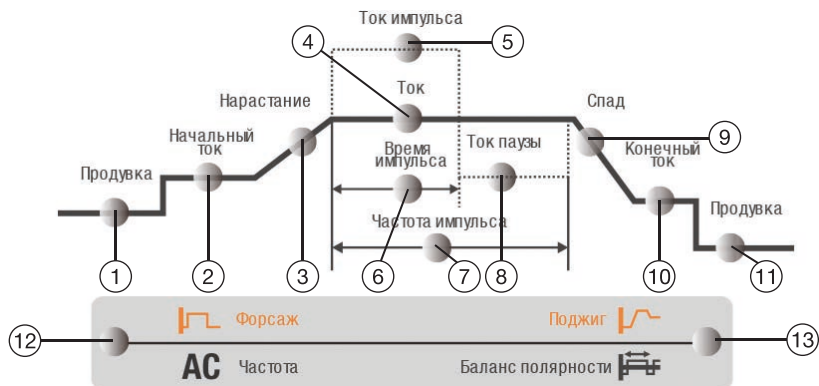 Ток импульса
4
5
Ток
Нарастание
Спад
Начальный
ток
Время
импульса
Ток паузы
9
Конечный
ток
Продувка
Частота импульса
Продувка
1
2
3
6
7
8
10
11
12
Форсаж
Поджиг
13
AC Частота
Баланс полярности